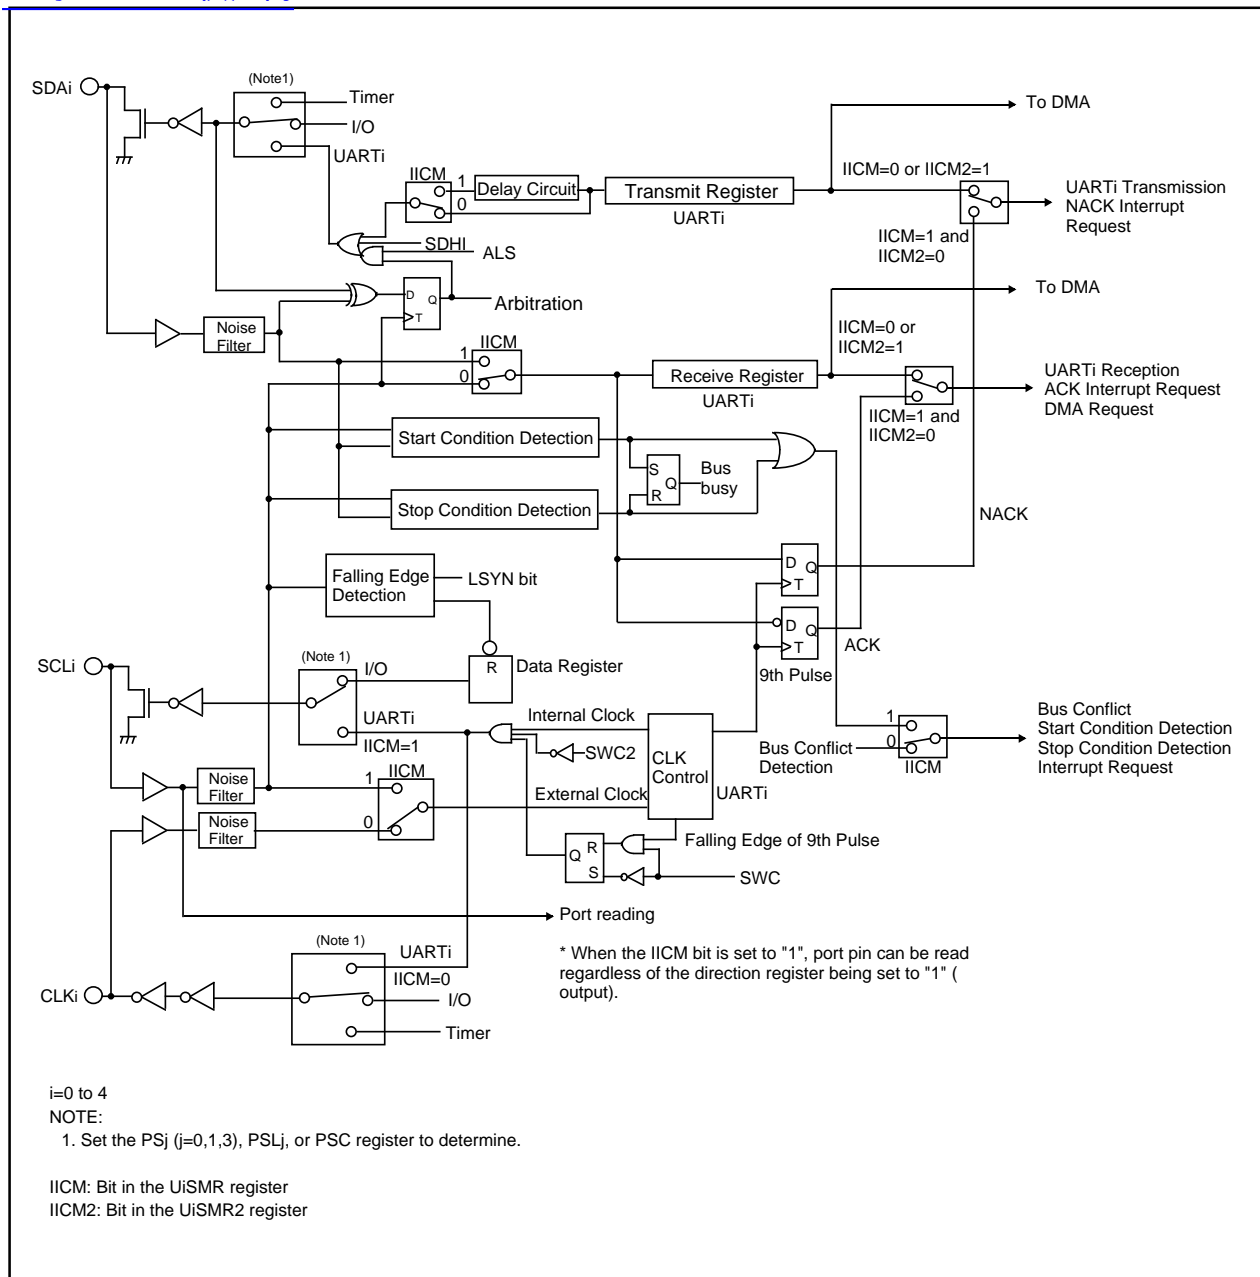 SDAi
(Note1)
Timer
I/O
UARTi
IICM
1
0
Delay Circuit
Transmit Register
UARTi
To DMA
IICM=0 or IICM2=1
IICM=1 and
IICM2=0
UARTi Transmission
NACK Interrupt
Request
SDHI
ALS
D
Q
T
Arbitration
Noise
Filter
IICM
1
0
Receive Register
UARTi
To DMA
IICM=0 or
IICM2=1
IICM=1 and
IICM2=0
UARTi Reception
ACK Interrupt Request
DMA Request
Start Condition Detection
Stop Condition Detection
S
Q
R
Bus
busy
NACK
Falling Edge
Detection
LSYN bit
D
Q
T
D
Q
T
ACK
9th Pulse
R
Data Register
SCLi
(Note 1)
I/O
UARTi
IICM=1
Internal Clock
SWC2
CLK
Control
UARTi
External Clock
Bus Conflict
Detection
1
0
IICM
Bus Conflict
Start Condition Detection
Stop Condition Detection
Interrupt Request
Noise
Filter
IICM
1
0
Noise
Filter
Q
R
S
Falling Edge of 9th Pulse
SWC
Port reading
* When the IICM bit is set to "1", port pin can be read
regardless of the direction register being set to "1" (
output).
(Note 1)
UARTi
IICM=0
CLKi
I/O
Timer
i=0 to 4
NOTE:
1. Set the PSj (j=0,1,3), PSLj, or PSC register to determine.
IICM: Bit in the UiSMR register
IICM2: Bit in the UiSMR2 register